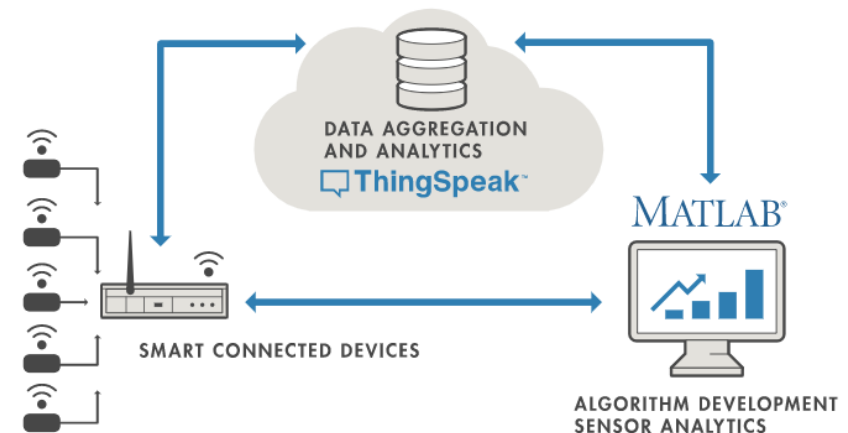 DATA AGGREGATION
AND ANALYTICS
ThingSpeak™
MATLAB®
SMART CONNECTED DEVICES
ALGORITHM DEVELOPMENT
SENSOR ANALYTICS